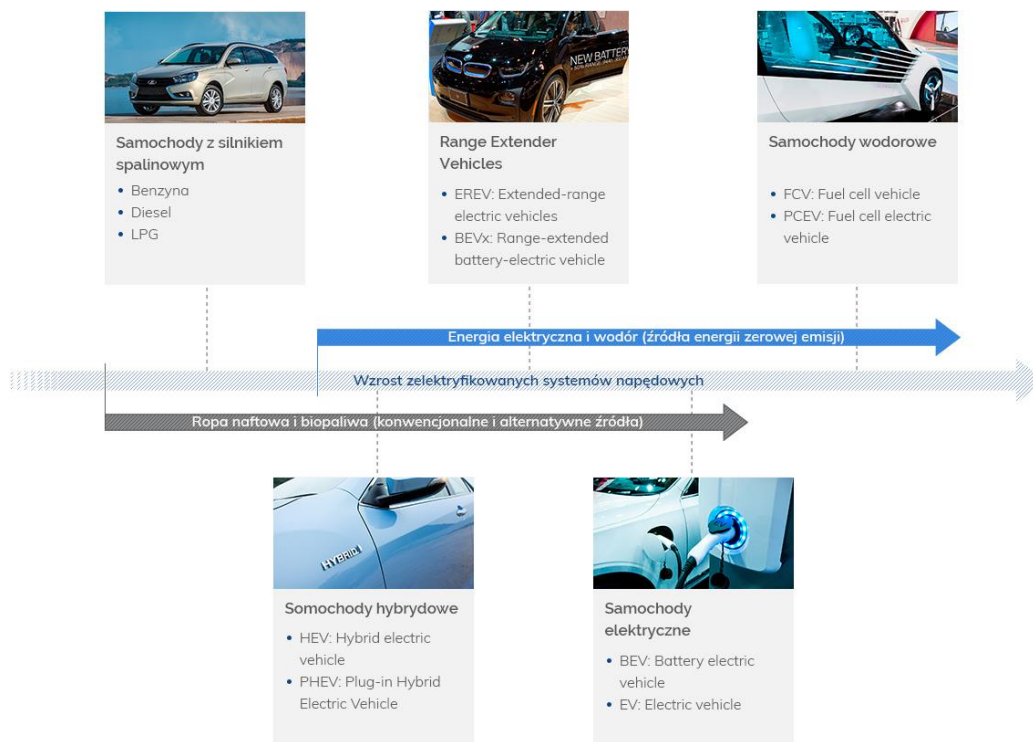 NEW BATTERY
Samochody z silnikiem
spalinowym
• Benzyna
• Diesel
• LPG
Range Extender
Vehicles
• EREV: Extended-range
electric vehicles
• BEVx: Range-extended
battery-electric vehicle
Samochody wodorowe
• FCV: Fuel cell vehicle
• PCEV: Fuel cell electric
vehicle
Energia elektryczna i wodór (źródła energii zerowej emisji)
Wzrost zelektryfikowanych systemów napędowych
Ropa naftowa i biopaliwa (konwencjonalne i alternatywne źródła)
HYBRID
Somochody hybrydowe
• HEV: Hybrid electric
vehicle
• PHEV: Plug-in Hybrid
Electric Vehicle
Samochody
elektryczne
• BEV: Battery electric
vehicle
• EV: Electric vehicle